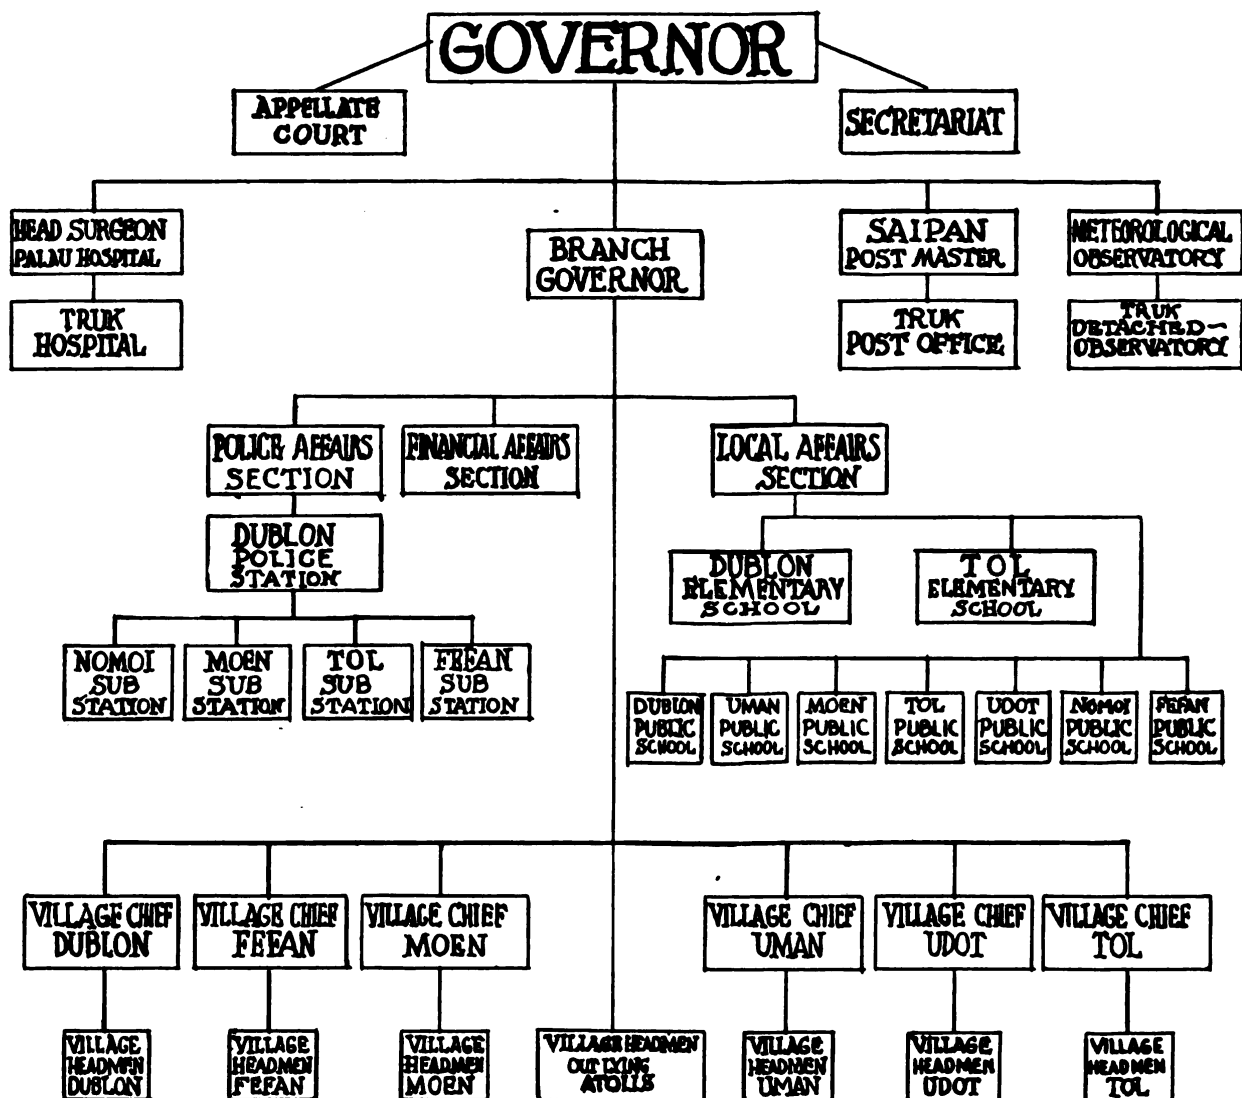 GOVERNOR
APPELLATE
COURT
SECRETARIAT
HEAD SURGEON
PALAU HOSPITAL
BRANCH
GOVERNOR
SAIPAN
POST MASTER
METEOROLOGICAL
OBSERVATORY
TRUK
HOSPITAL
TRUK
POST OFFICE
TRUK
DETACHED-
OBSERVATORY
POLICE AFFAIRS
SECTION
FINANCIAL AFFAIRS
SECTION
LOCAL AFFAIRS
SECTION
DUBLON
POLICE
STATION
DUBLON
ELEMENTARY
SCHOOL
TOL
ELEMENTARY
SCHOOL
NOMOI
SUB
STATION
MOEN
SUB
STATION
TOL
SUB
STATION
FEFAN
SUB
STATION
DUBLON
PUBLIC
SCHOOL
UMAN
PUBLIC
SCHOOL
MOEN
PUBLIC
SCHOOL
TOL
PUBLIC
SCHOOL
UDOT
PUBLIC
SCHOOL
NOMOI
PUBLIC
SCHOOL
FEFAN
PUBLIC
SCHOOL
VILLAGE CHIEF
DUBLON
VILLAGE CHIEF
FEFAN
VILLAGE CHIEF
MOEN
VILLAGE CHIEF
UMAN
VILLAGE CHIEF
UDOT
VILLAGE CHIEF
TOL
VILLAGE
HEADMEN
DUBLON
VILLAGE
HEADMEN
FEFAN
VILLAGE
HEADMEN
MOEN
VILLAGE HEADMEN
OUT LYING
ATOLLS
VILLAGE
HEADMEN
UMAN
VILLAGE
HEADMEN
UDOT
VILLAGE
HEADMEN
TOL